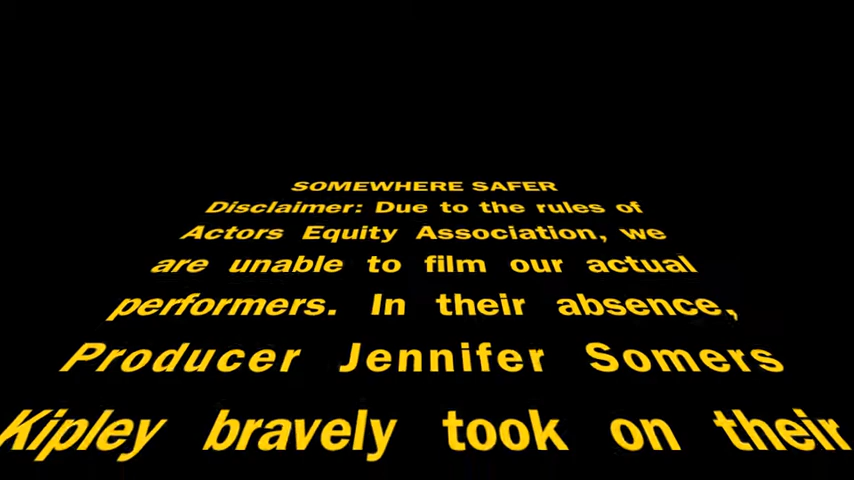 SOMEWHERE SAFER
Disclaimer: Due to the rules of
Actors Equity Association, we
are unable to film our actual
performers. In their absence,
Producer Jennifer Somers
Kipley bravely took on their